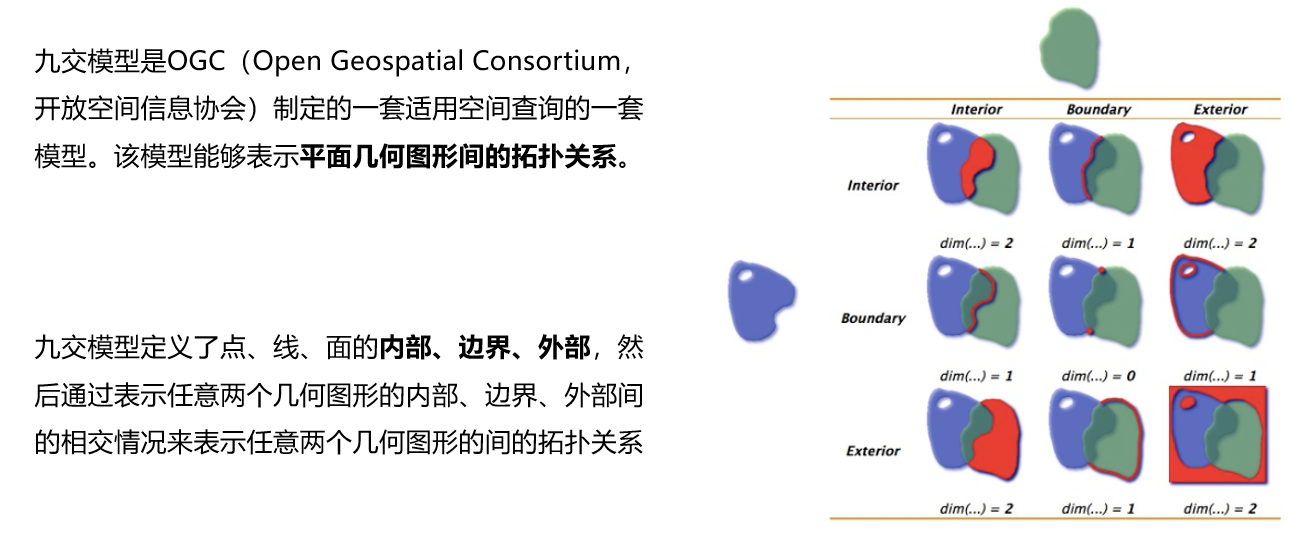 九交模型是OGC（Open Geospatial Consortium，
开放空间信息协会）制定的一套适用空间查询的一套
模型。该模型能够表示平面几何图形间的拓扑关系。
九交模型定义了点、线、面的内部、边界、外部，然
后通过表示任意两个几何图形的内部、边界、外部间
的相交情况来表示任意两个几何图形的间的拓扑关系
Interior Boundary Exterior
Interior
dim(...) = 2 dim(...) = 1 dim(...) = 2
Boundary
dim(...) = 1 dim(...) = 0 dim(...) = 1
Exterior
dim(...) = 2 dim(...) = 1 dim(...) = 2